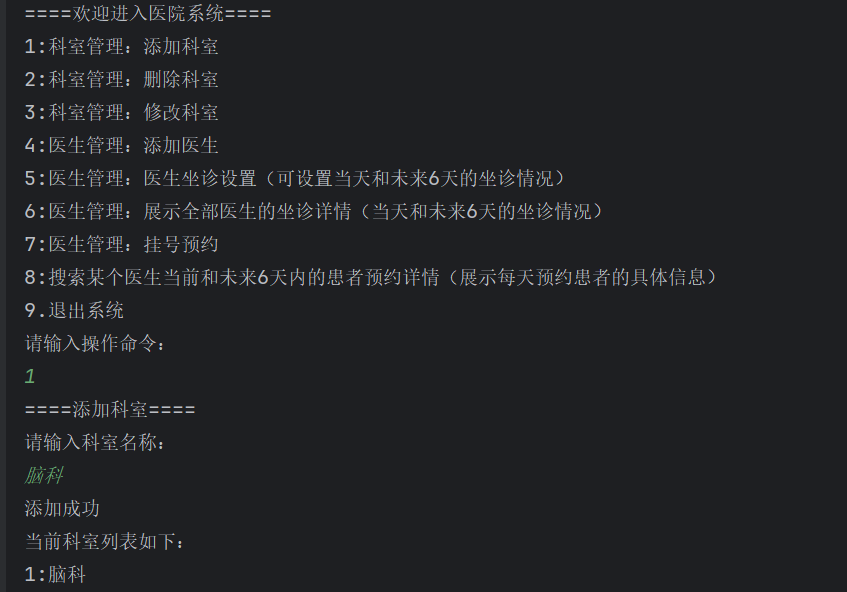 ====欢迎进入医院系统====
1:科室管理：添加科室
2:科室管理：删除科室
3:科室管理：修改科室
4:医生管理：添加医生
5:医生管理：医生坐诊设置（可设置当天和未来6天的坐诊情况）
6:医生管理：展示全部医生的坐诊详情（当天和未来6天的坐诊情况）
7:医生管理：挂号预约
8:搜索某个医生当前和未来6天内的患者预约详情（展示每天预约患者的具体信息）
9.退出系统
请输入操作命令：
1
====添加科室====
请输入科室名称：
脑科
添加成功
当前科室列表如下：
1:脑科